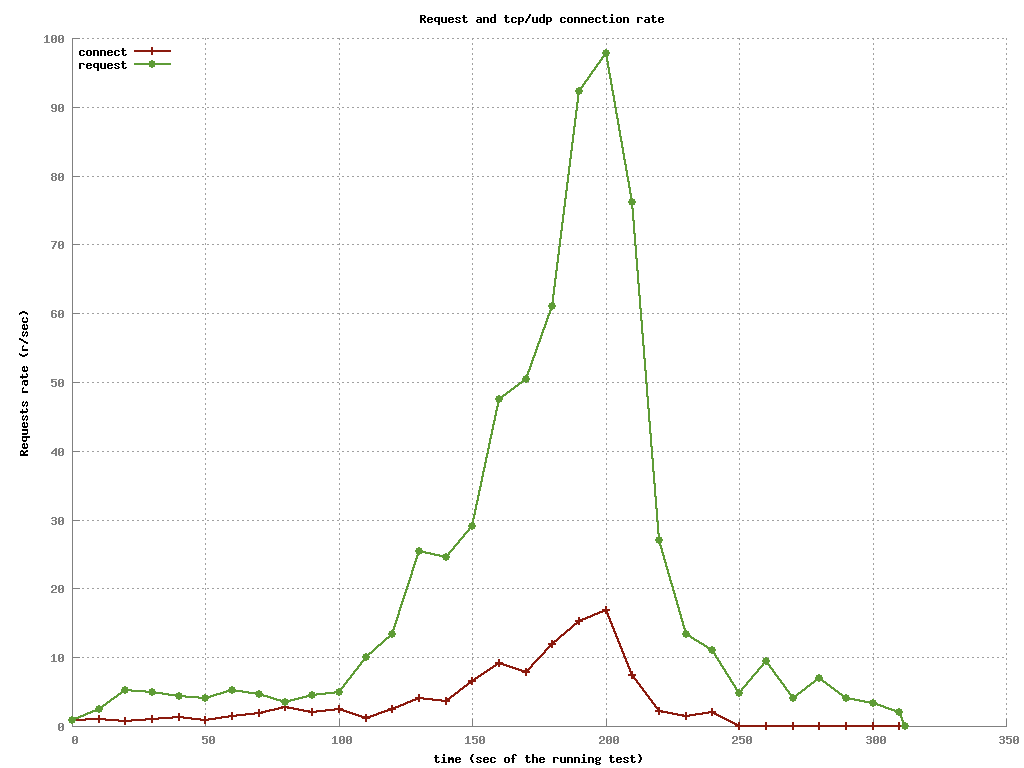 Request and tcp/udp connection rate
connect
request
100
90
80
70
60
50
40
30
20
10
0
Requests rate (r/sec)
0 50 100 150 200 250 300 350
time (sec of the running test)